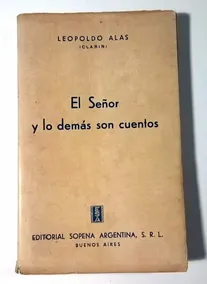 LEOPOLDO ALAS
(CLARIN)
El Señor
y lo demás son cuentos
EDITORIAL SOPENA ARGENTINA, S. R. L.
BUENOS AIRES